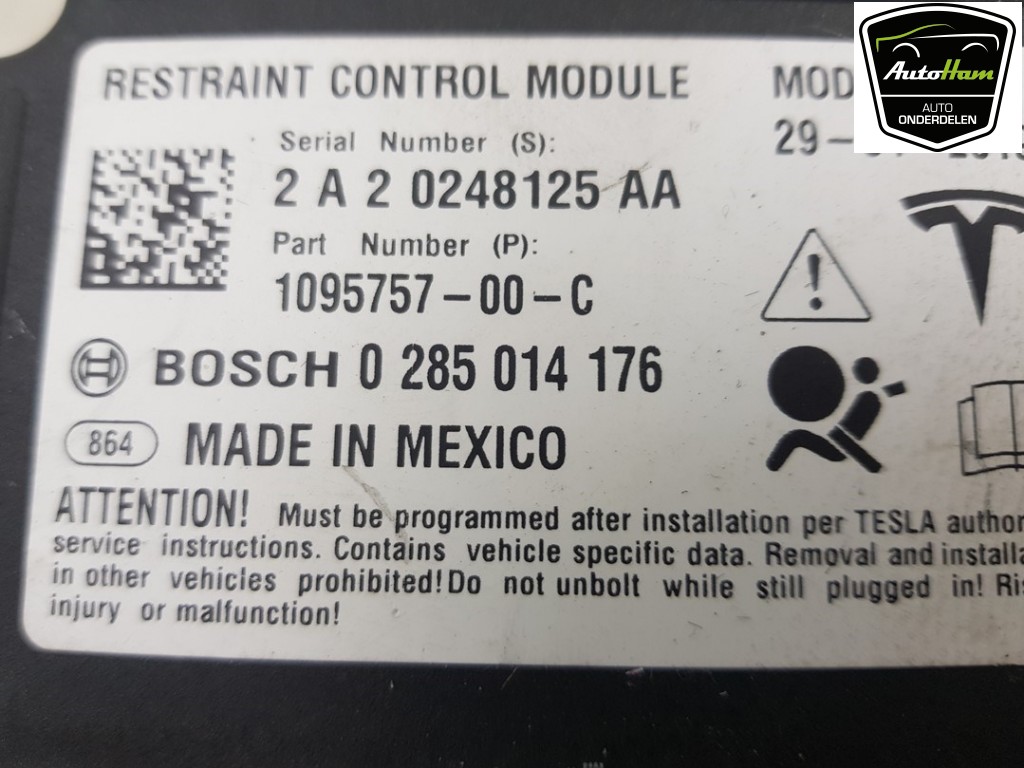 RESTRAINT CONTROL MODULE MOD
AutoHam
AUTO
ONDERDELEN
Serial Number (S):
29-
2 A 2 0248125 AA
Part Number (P):
1095757-00-C
BOSCH 0 285 014 176
864 MADE IN MEXICO
ATTENTION! Must be programmed after installation per TESLA author
service instructions. Contains vehicle specific data. Removal and installa
in other vehicles prohibited! Do not unbolt while still plugged in! Ris
injury or malfunction!